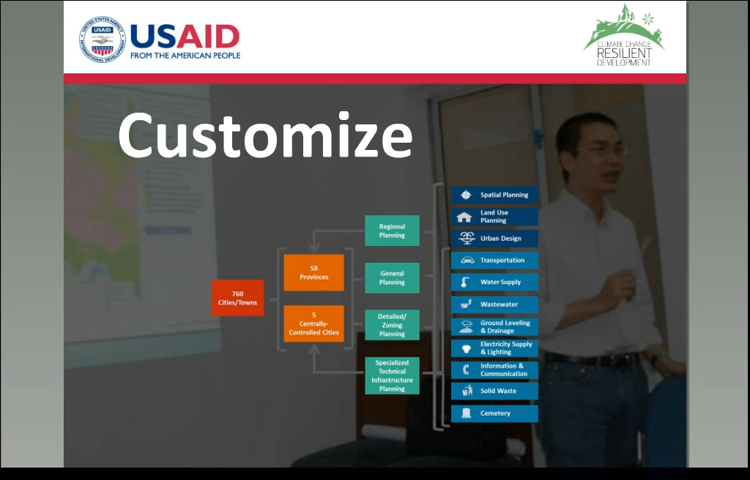 USAID
USAID
FROM THE AMERICAN PEOPLE
CLIMATE CHANGE
RESILIENT
DEVELOPMENT
Customize
760
Cities/Towns
58
Provinces
5
Centrally-
Controlled Cities
Regional
Planning
General
Planning
Detailed/
Zoning
Planning
Specialized
Technical
Infrastructure
Planning
Spatial Planning
Land Use
Planning
Urban Design
Transportation
Water Supply
Wastewater
Ground Leveling
& Drainage
Electricity Supply
& Lighting
Information &
Communication
Solid Waste
Cemetery